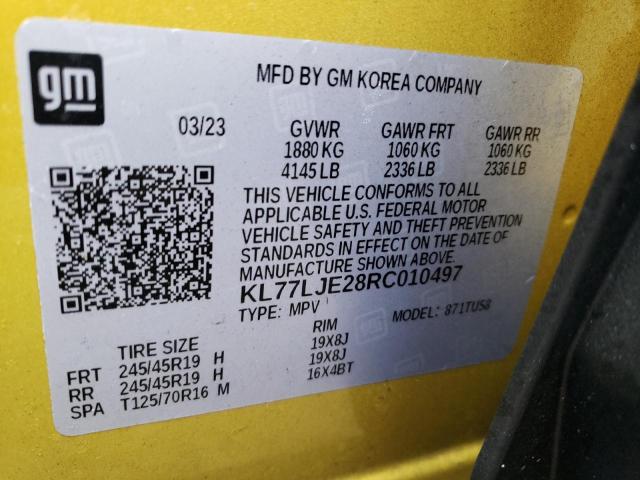 gm
MFD BY GM KOREA COMPANY
03/23 GVWR GAWR FRT GAWR RR
1880 KG 1060 KG 1060 KG
4145 LB 2336 LB 2336 LB
THIS VEHICLE CONFORMS TO ALL
APPLICABLE U.S. FEDERAL MOTOR
VEHICLE SAFETY AND THEFT PREVENTION
STANDARDS IN EFFECT ON THE DATE OF
MANUFACTURE SHOWN ABOVE.
KL77LJE28RC010497
TYPE: MPV MODEL: 871TUS8
TIRE SIZE RIM
FRT 245/45R19 H 19X8J
RR 245/45R19 H 19X8J
SPA T125/70R16 M 16X4BT